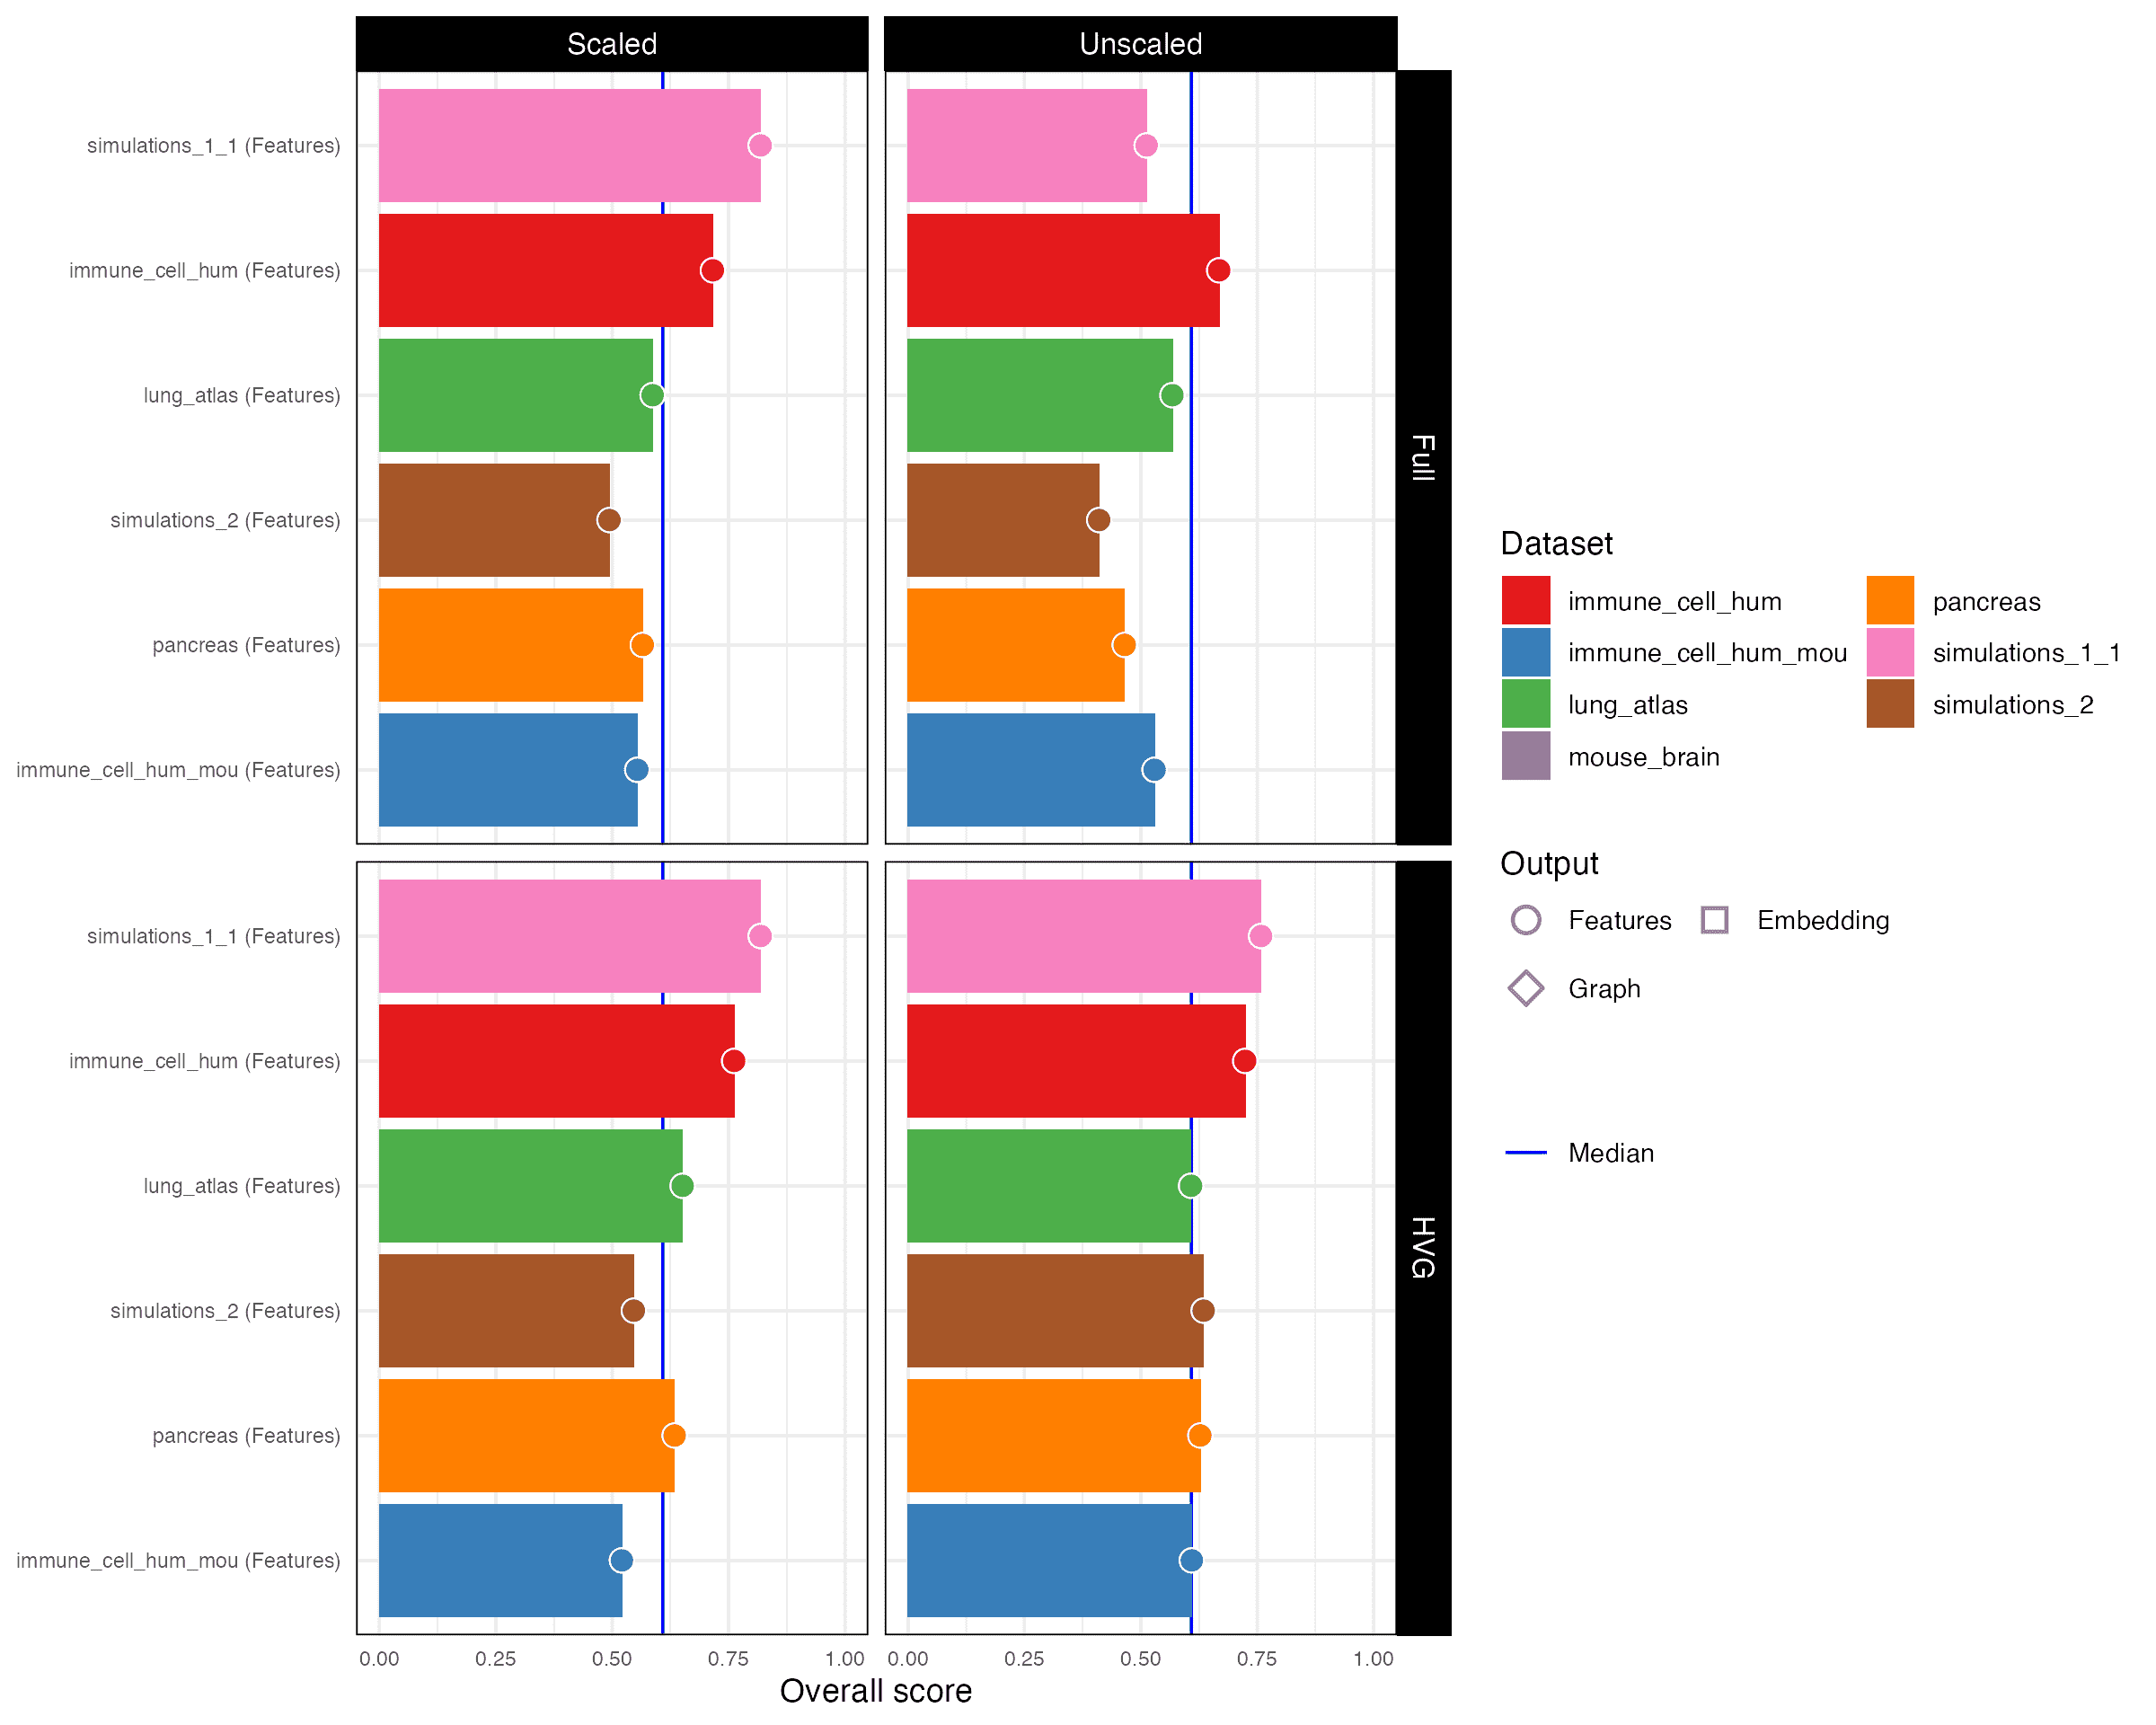 Scaled
Unscaled
simulations_1_1 (Features)
immune_cell_hum (Features)
lung_atlas (Features)
simulations_2 (Features)
pancreas (Features)
immune_cell_hum_mou (Features)
Full
simulations_1_1 (Features)
immune_cell_hum (Features)
lung_atlas (Features)
simulations_2 (Features)
pancreas (Features)
immune_cell_hum_mou (Features)
HVG
0.00 0.25 0.50 0.75 1.00
0.00 0.25 0.50 0.75 1.00
Overall score
Dataset
immune_cell_hum
immune_cell_hum_mou
lung_atlas
mouse_brain
pancreas
simulations_1_1
simulations_2
Output
Features
Embedding
Graph
Median